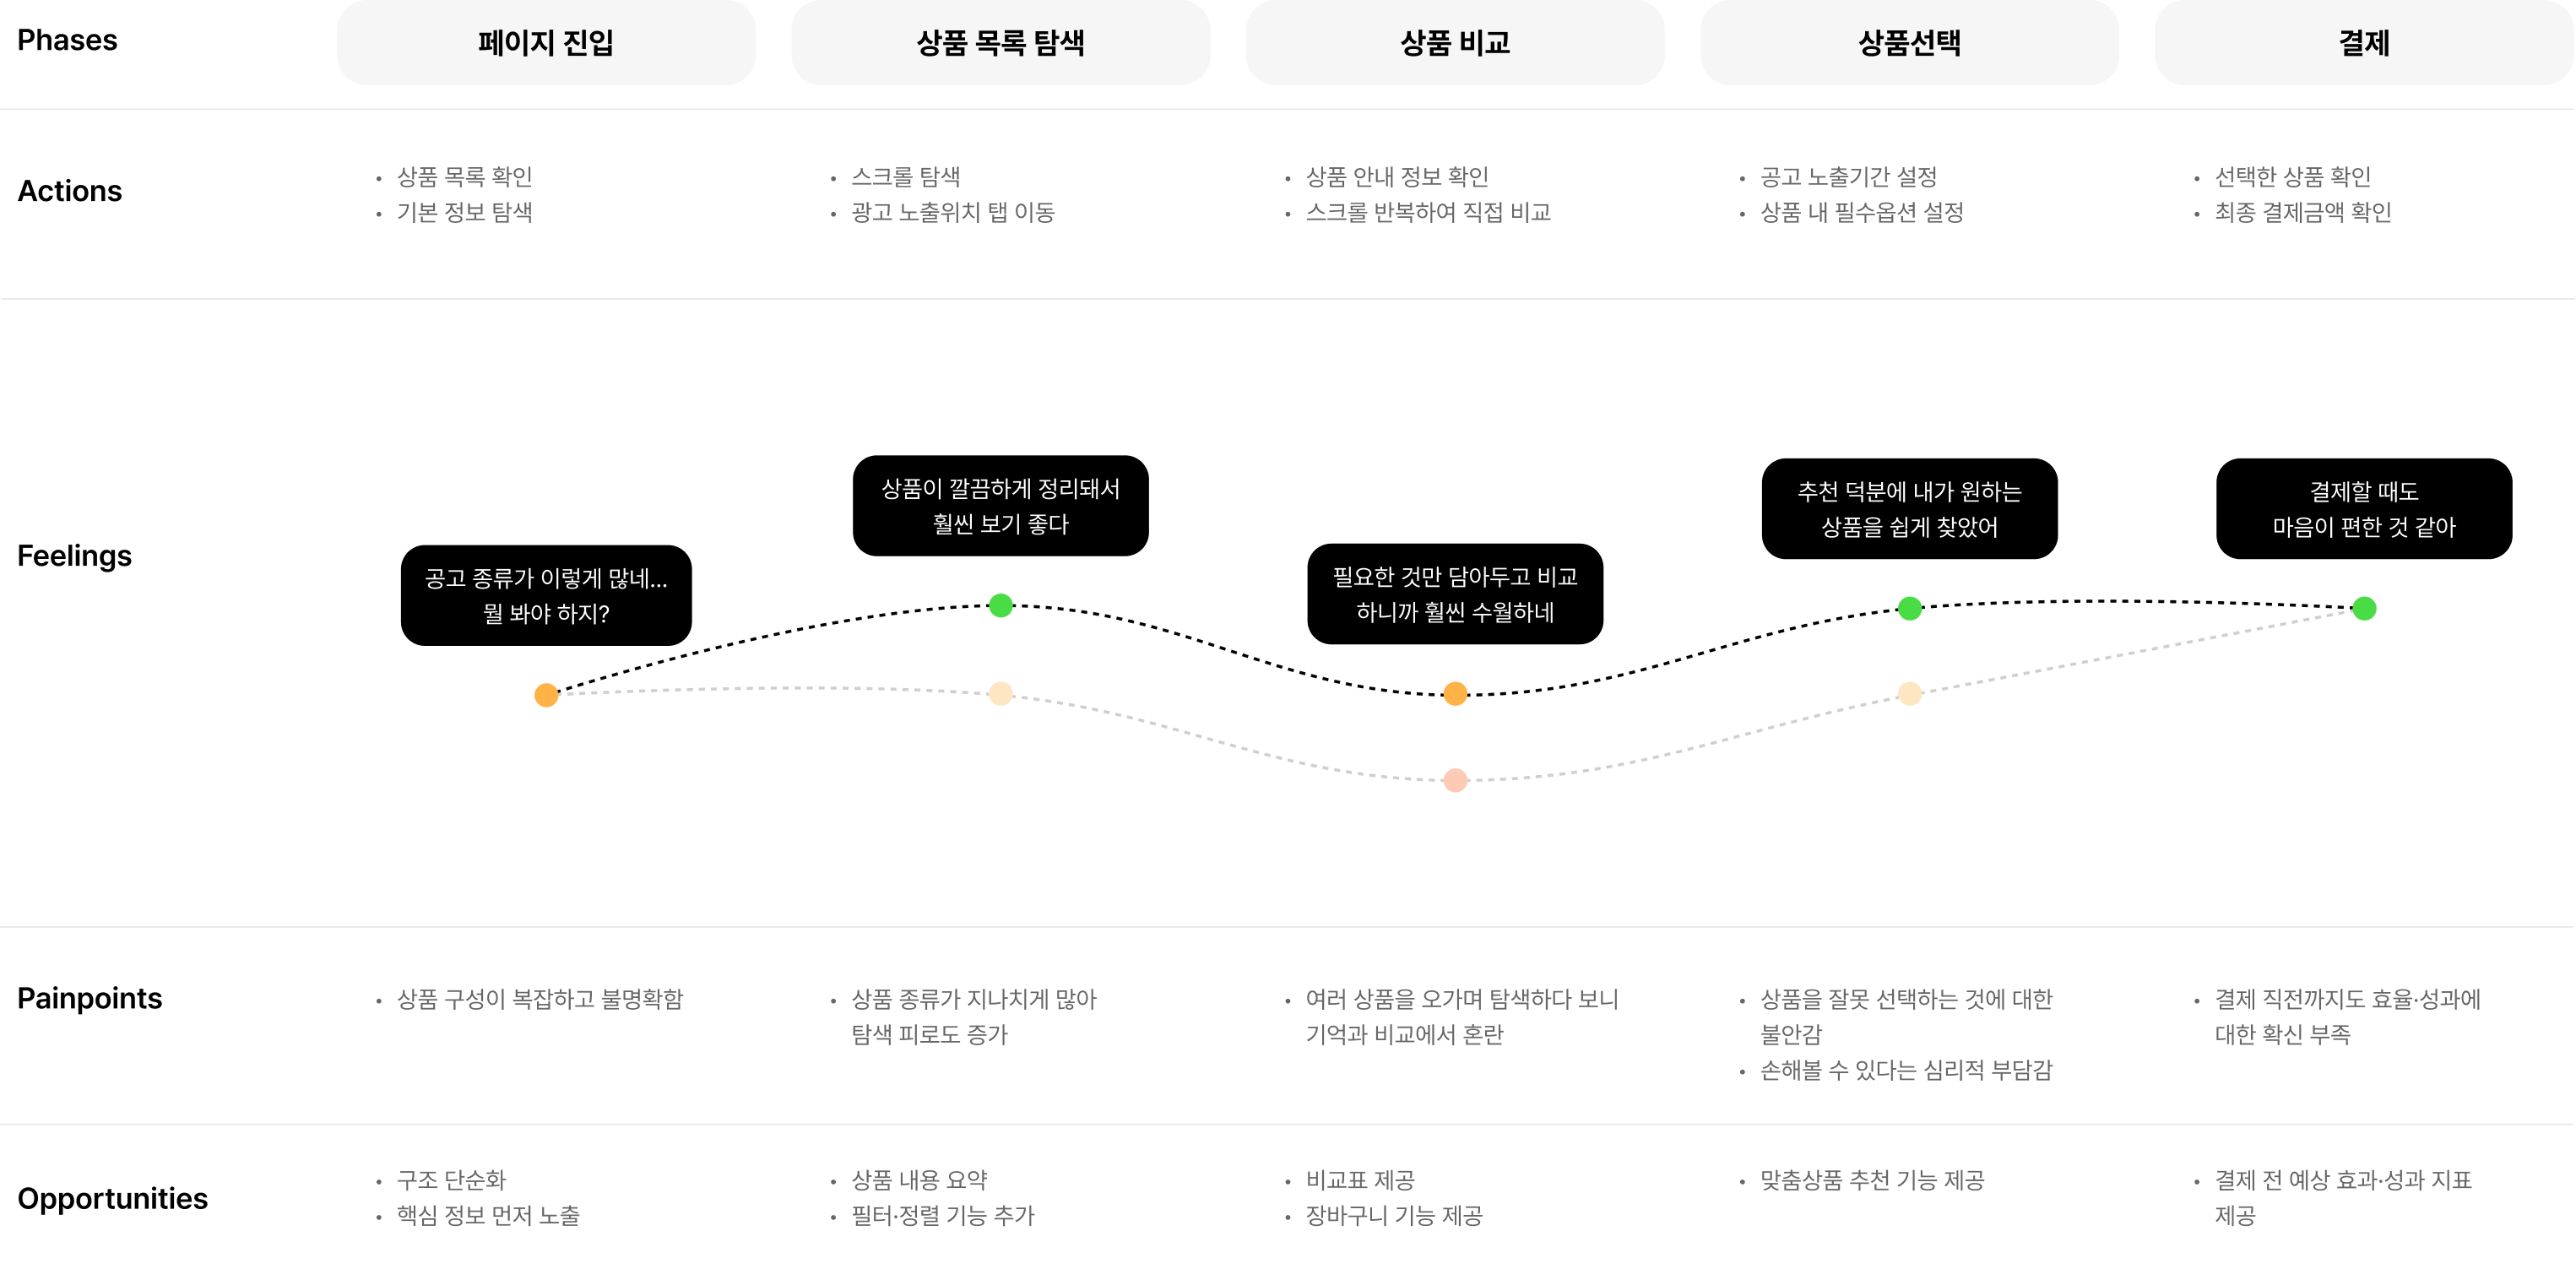 Phases
페이지 진입
상품 목록 탐색
상품 비교
상품선택
결제
Actions
• 상품 목록 확인
• 기본 정보 탐색
• 스크롤 탐색
• 광고 노출위치 탭 이동
• 상품 안내 정보 확인
• 스크롤 반복하여 직접 비교
• 공고 노출기간 설정
• 상품 내 필수옵션 설정
• 선택한 상품 확인
• 최종 결제금액 확인
Feelings
공고 종류가 이렇게 많네...
뭘 봐야 하지?
상품이 깔끔하게 정리돼서
훨씬 보기 좋다
필요한 것만 담아두고 비교
하니까 훨씬 수월하네
추천 덕분에 내가 원하는
상품을 쉽게 찾았어
결제할 때도
마음이 편한 것 같아
Painpoints
• 상품 구성이 복잡하고 불명확함
• 상품 종류가 지나치게 많아
탐색 피로도 증가
• 여러 상품을 오가며 탐색하다 보니
기억과 비교에서 혼란
• 상품을 잘못 선택하는 것에 대한
불안감
• 손해볼 수 있다는 심리적 부담감
• 결제 직전까지도 효율·성과에
대한 확신 부족
Opportunities
• 구조 단순화
• 핵심 정보 먼저 노출
• 상품 내용 요약
• 필터·정렬 기능 추가
• 비교표 제공
• 장바구니 기능 제공
• 맞춤상품 추천 기능 제공
• 결제 전 예상 효과·성과 지표
제공